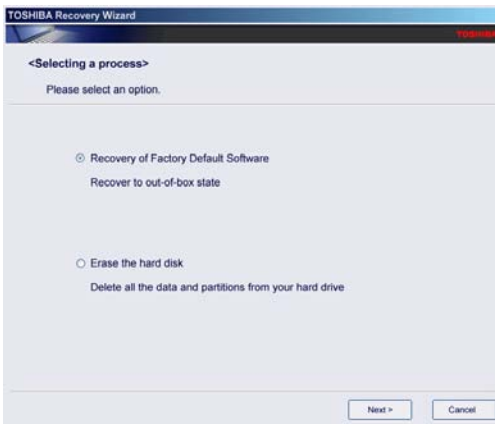 TOSHIBA Recovery Wizard
TOSHIBA
<Selecting a process>
Please select an option.
Recovery of Factory Default Software
Recover to out-of-box state
Erase the hard disk
Delete all the data and partitions from your hard drive
Next >
Cancel